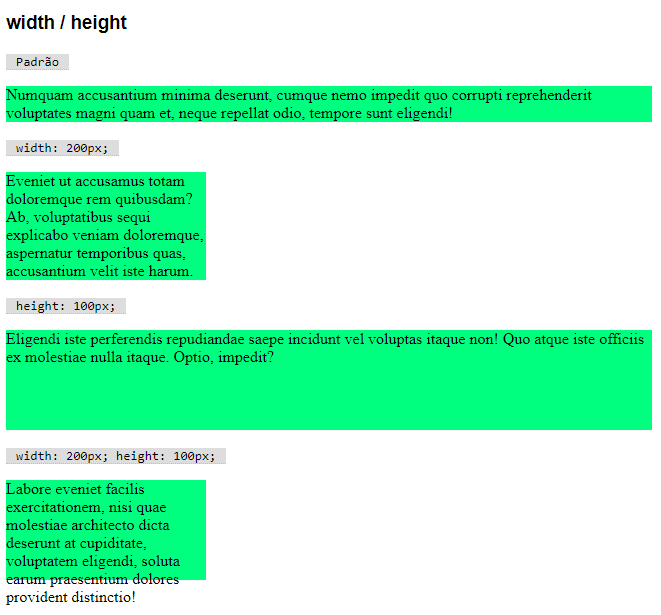 width / height
Padrão
Numquam accusantium minima deserunt, cumque nemo impedit quo corrupti reprehenderit
voluptates magni quam et, neque repellat odio, tempore sunt eligendi!
width: 200px;
Eveniet ut accusamus totam
doloremque rem quibusdam?
Ab, voluptatibus sequi
explicabo veniam doloremque,
aspernatur temporibus quas,
accusantium velit iste harum.
height: 100px;
Eligendi iste perferendis repudiandae saepe incidunt vel voluptas itaque non! Quo atque iste officiis
ex molestiae nulla itaque. Optio, impedit?
width: 200px; height: 100px;
Labore eveniet facilis
exercitationem, nisi quae
molestiae architecto dicta
deserunt at cupiditate,
voluptatem eligendi, soluta
earum praesentium dolores
provident distinctio!